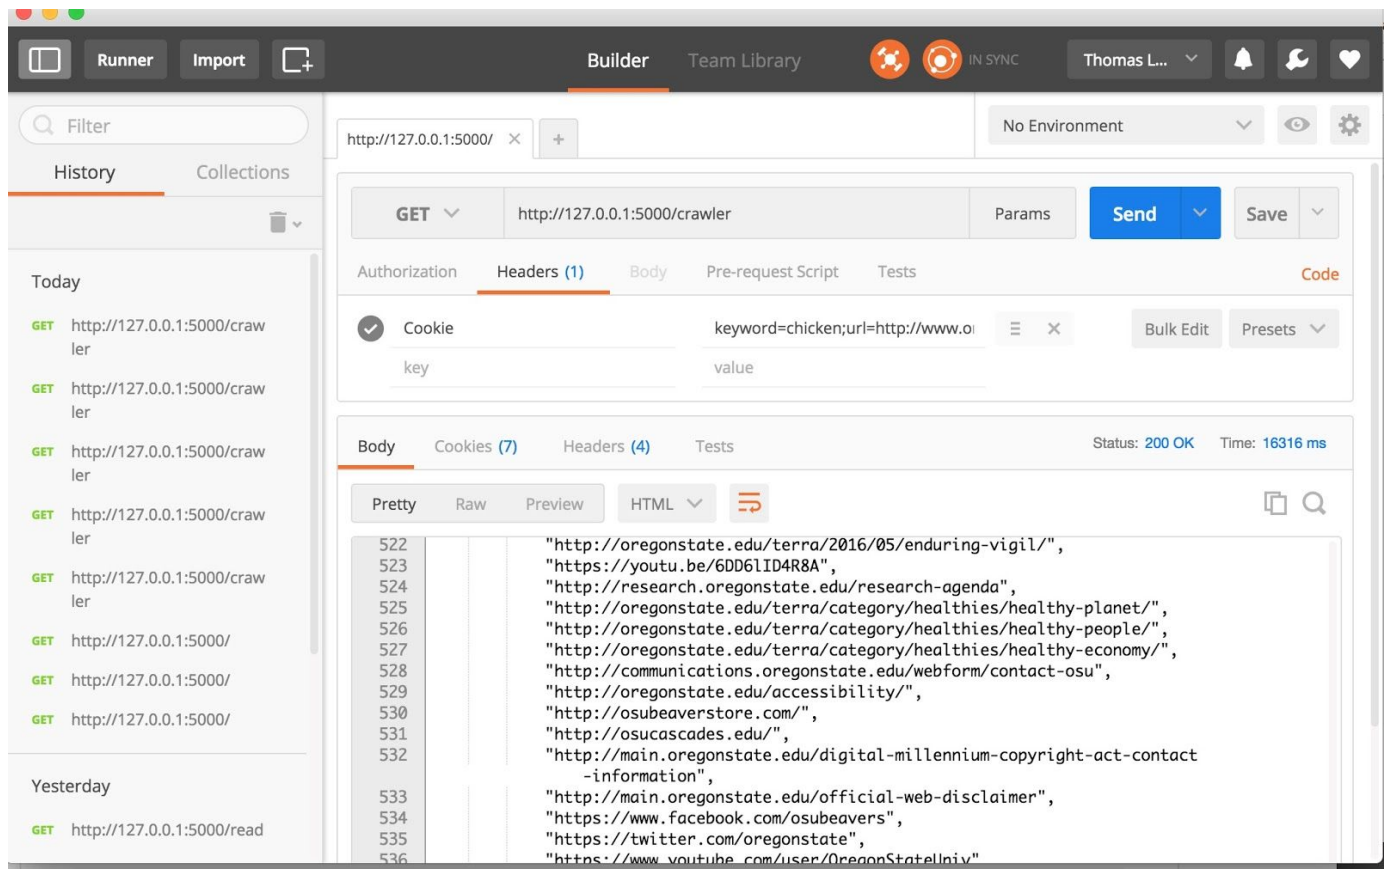 Runner Import Builder Team Library IN SYNC Thomas L...
Filter
History Collections
Today
GET http://127.0.0.1:5000/craw
ler
GET http://127.0.0.1:5000/craw
ler
GET http://127.0.0.1:5000/craw
ler
GET http://127.0.0.1:5000/craw
ler
GET http://127.0.0.1:5000/craw
ler
GET http://127.0.0.1:5000/
GET http://127.0.0.1:5000/
GET http://127.0.0.1:5000/
Yesterday
GET http://127.0.0.1:5000/read
http://127.0.0.1:5000/
No Environment
GET http://127.0.0.1:5000/crawler Params Send Save
Authorization Headers (1) Body Pre-request Script Tests Code
Cookie keyword=chicken;url=http://www.o Bulk Edit Presets
key value
Body Cookies (7) Headers (4) Tests Status: 200 OK Time: 16316 ms
Pretty Raw Preview HTML
522 "http://oregonstate.edu/terra/2016/05/enduring-vigil/",
523 "https://youtu.be/6DD6lID4R8A",
524 "http://research.oregonstate.edu/research-agenda",
525 "http://oregonstate.edu/terra/category/healthies/healthy-planet/",
526 "http://oregonstate.edu/terra/category/healthies/healthy-people/",
527 "http://oregonstate.edu/terra/category/healthies/healthy-economy/",
528 "http://communications.oregonstate.edu/webform/contact-osu",
529 "http://oregonstate.edu/accessibility/",
530 "http://osubeaverstore.com/",
531 "http://osucascades.edu/",
532 "http://main.oregonstate.edu/digital-millennium-copyright-act-contact
-information",
533 "http://main.oregonstate.edu/official-web-disclaimer",
534 "https://www.facebook.com/osubeavers",
535 "https://twitter.com/oregonstate",
536 "https://www.youtube.com/user/OregonStateUniv"